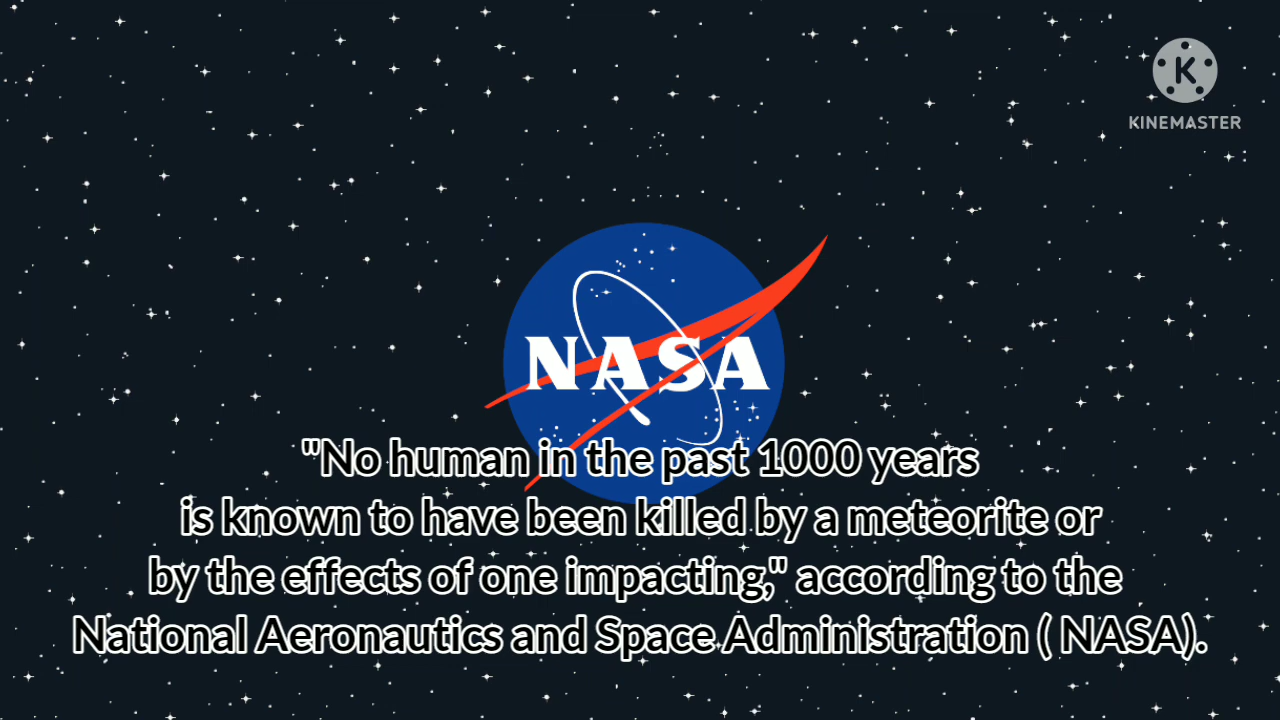 K
KINEMASTER
NASA
"No human in the past 1000 years
is known to have been killed by a meteorite or
by the effects of one impacting," according to the
National Aeronautics and Space Administration ( NASA).